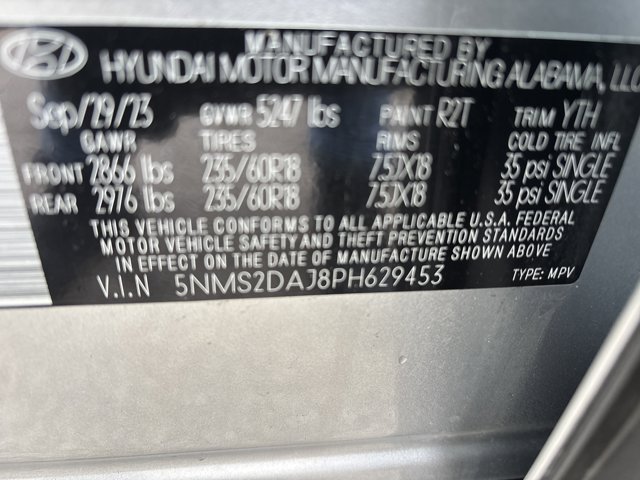 MANUFACTURED BY
HYUNDAI MOTOR MANUFACTURING ALABAMA, LLC
Sep/29/23 GVWR 5247 lbs PAINT R2T TRIM YTH
GAWR TIRES RIMS COLD TIRE INFL
FRONT 2866 lbs 235/60R18 7.5JX18 35 psi SINGLE
REAR 2976 lbs 235/60R18 7.5JX18 35 psi SINGLE
THIS VEHICLE CONFORMS TO ALL APPLICABLE U.S.A. FEDERAL
MOTOR VEHICLE SAFETY AND THEFT PREVENTION STANDARDS
IN EFFECT ON THE DATE OF MANUFACTURE SHOWN ABOVE
V.I.N 5NMS2DAJ8PH629453 TYPE: MPV